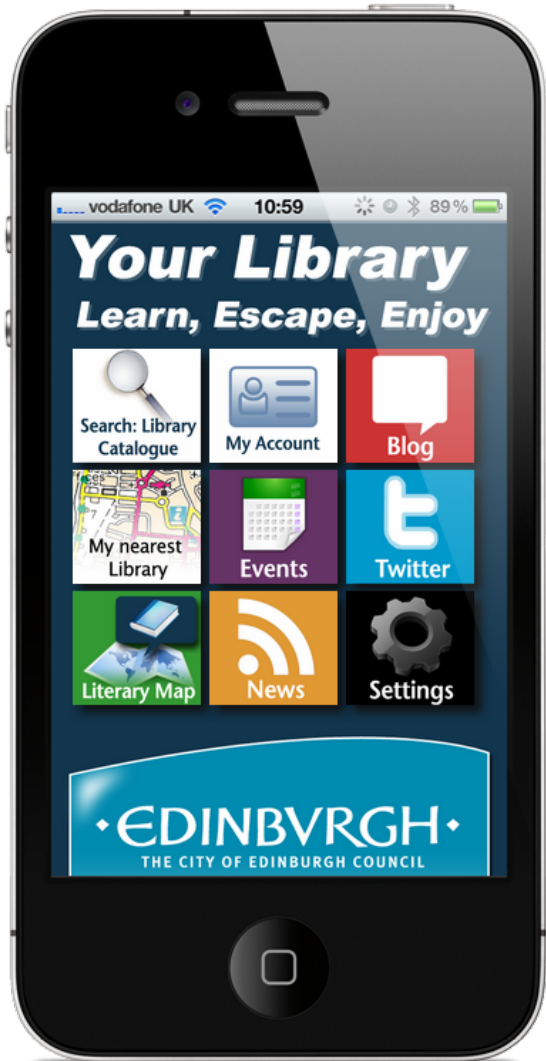 vodafone UK 10:59 89%
Your Library
Learn, Escape, Enjoy
Search: Library
Catalogue
My Account
Blog
My nearest
Library
Events
Twitter
Literary Map
News
Settings
·EDINBVRGH·
THE CITY OF EDINBURGH COUNCIL